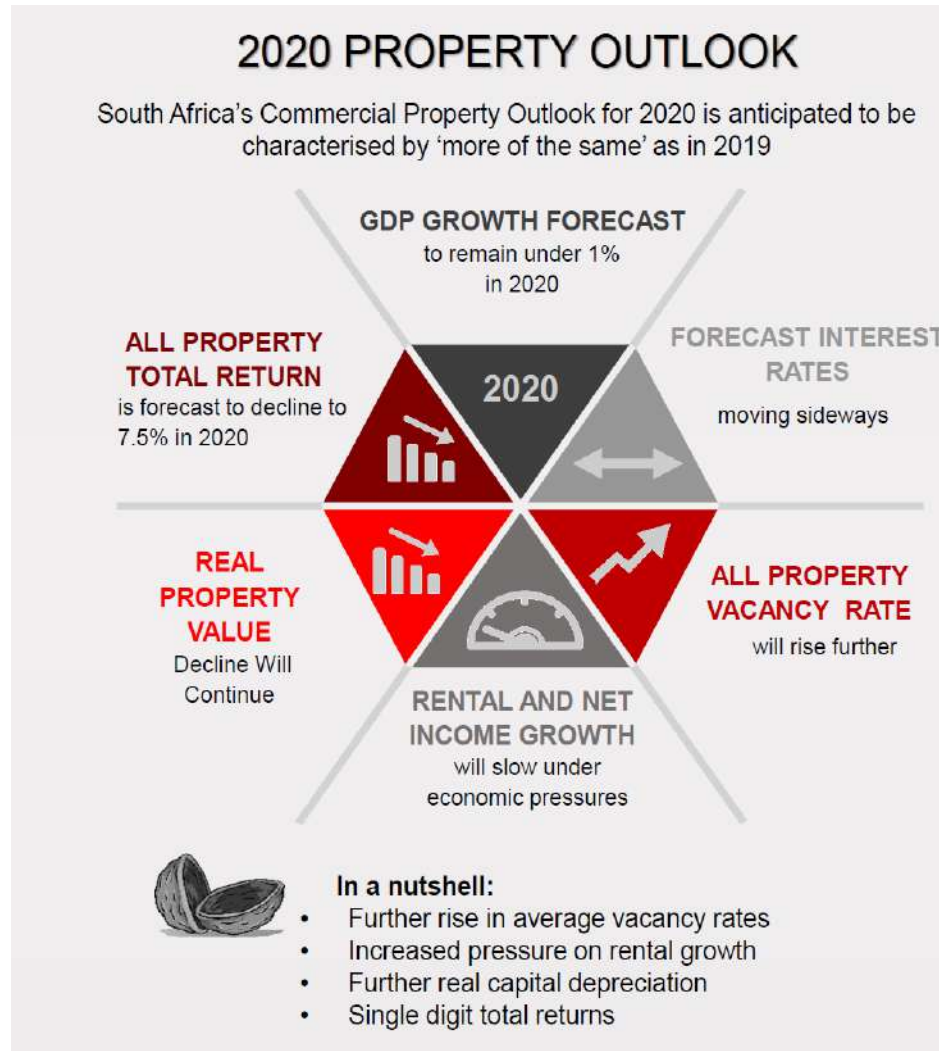 2020 PROPERTY OUTLOOK
South Africa's Commercial Property Outlook for 2020 is anticipated to be
characterised by 'more of the same' as in 2019
GDP GROWTH FORECAST
to remain under 1%
in 2020
FORECAST INTEREST
RATES
moving sideways
ALL PROPERTY
TOTAL RETURN
is forecast to decline to
7.5% in 2020
2020
REAL
PROPERTY
VALUE
Decline Will
Continue
ALL PROPERTY
VACANCY RATE
will rise further
RENTAL AND NET
INCOME GROWTH
will slow under
economic pressures
In a nutshell:
• Further rise in average vacancy rates
• Increased pressure on rental growth
• Further real capital depreciation
• Single digit total returns